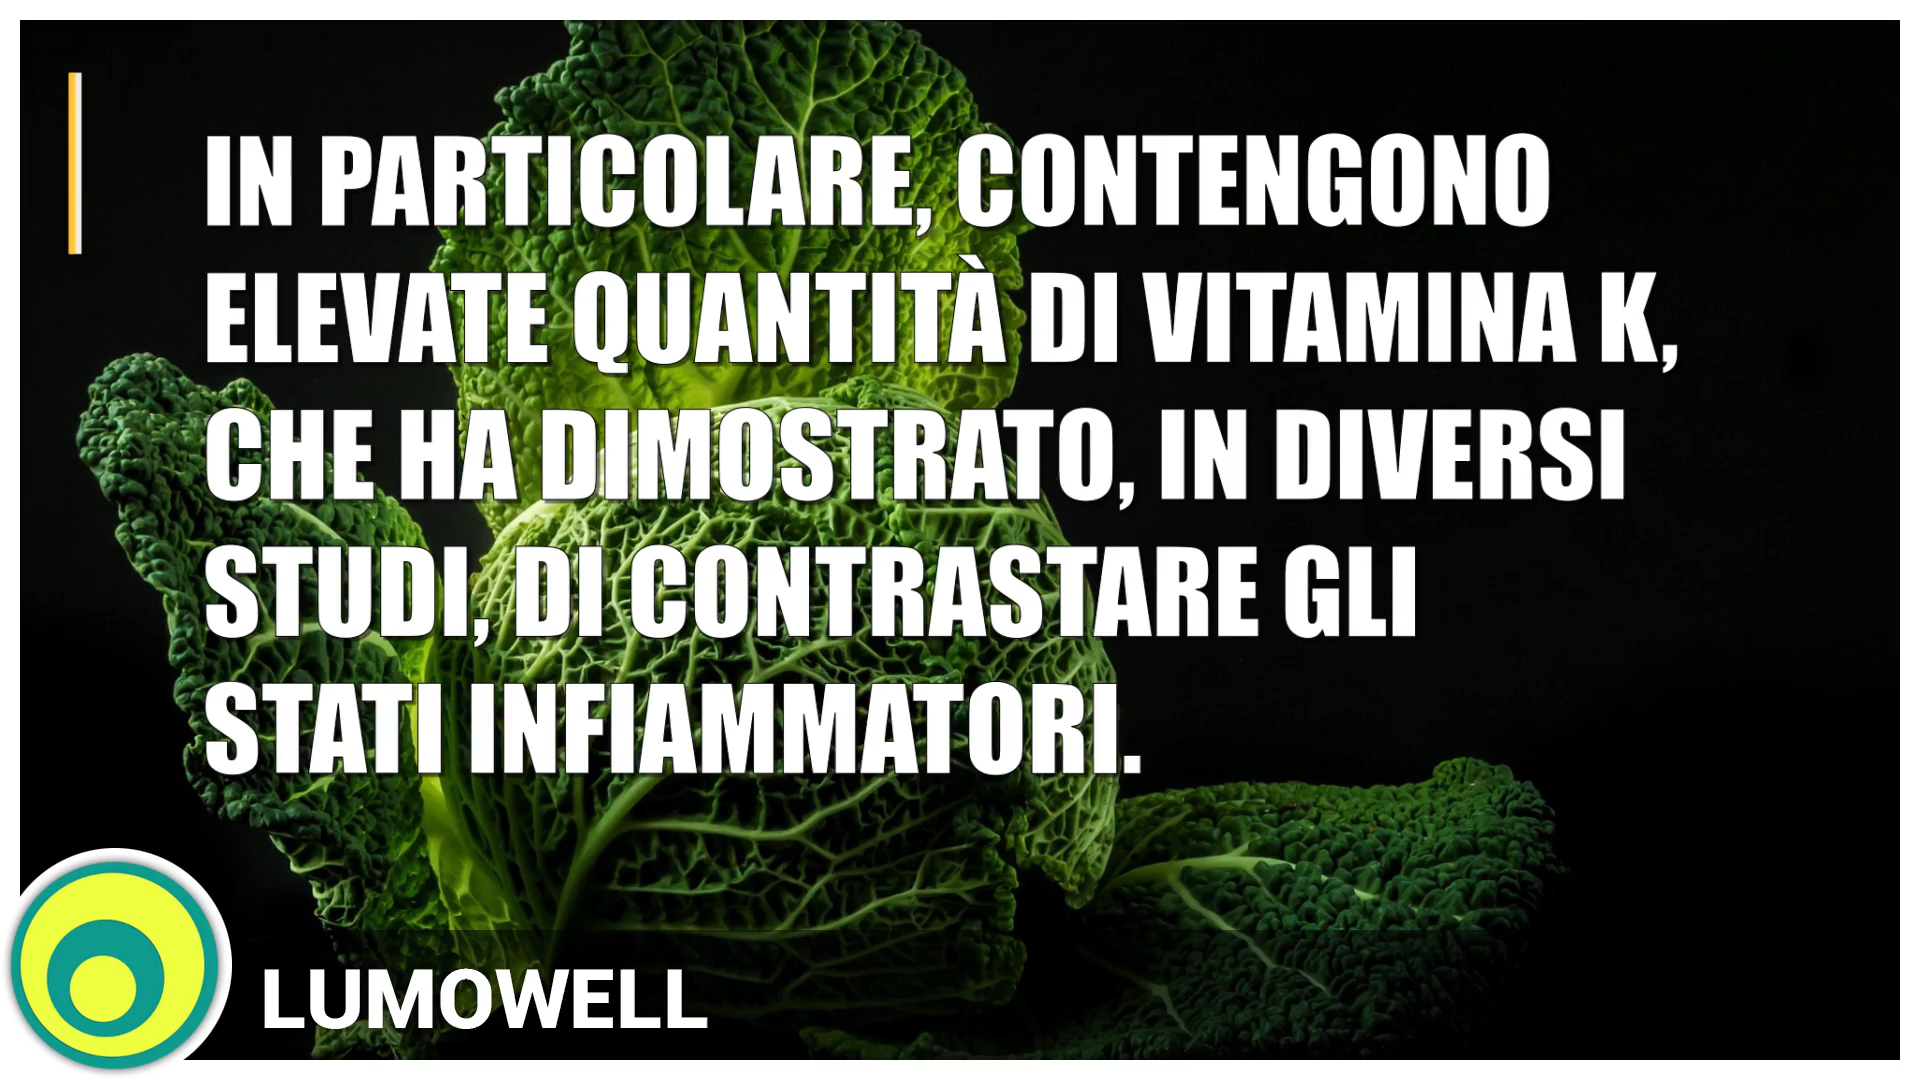 IN PARTICOLARE, CONTENGONO
ELEVATE QUANTITÀ DI VITAMINA K,
CHE HA DIMOSTRATO, IN DIVERSI
STUDI, DI CONTRASTARE GLI
STATI INFIAMMATORI.
LUMOWELL